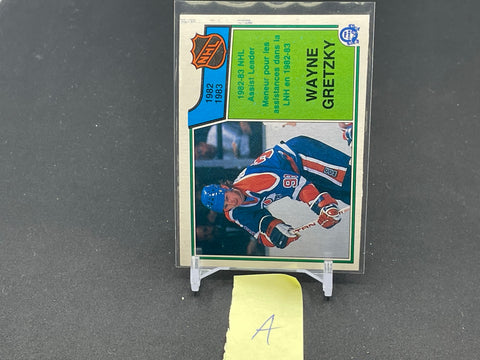 NHL
1982
1983
1982-83 NHL
Assist Leader
Meneur pour les
assistances dans la
LNH en 1982-83
WAYNE
GRETZKY
A